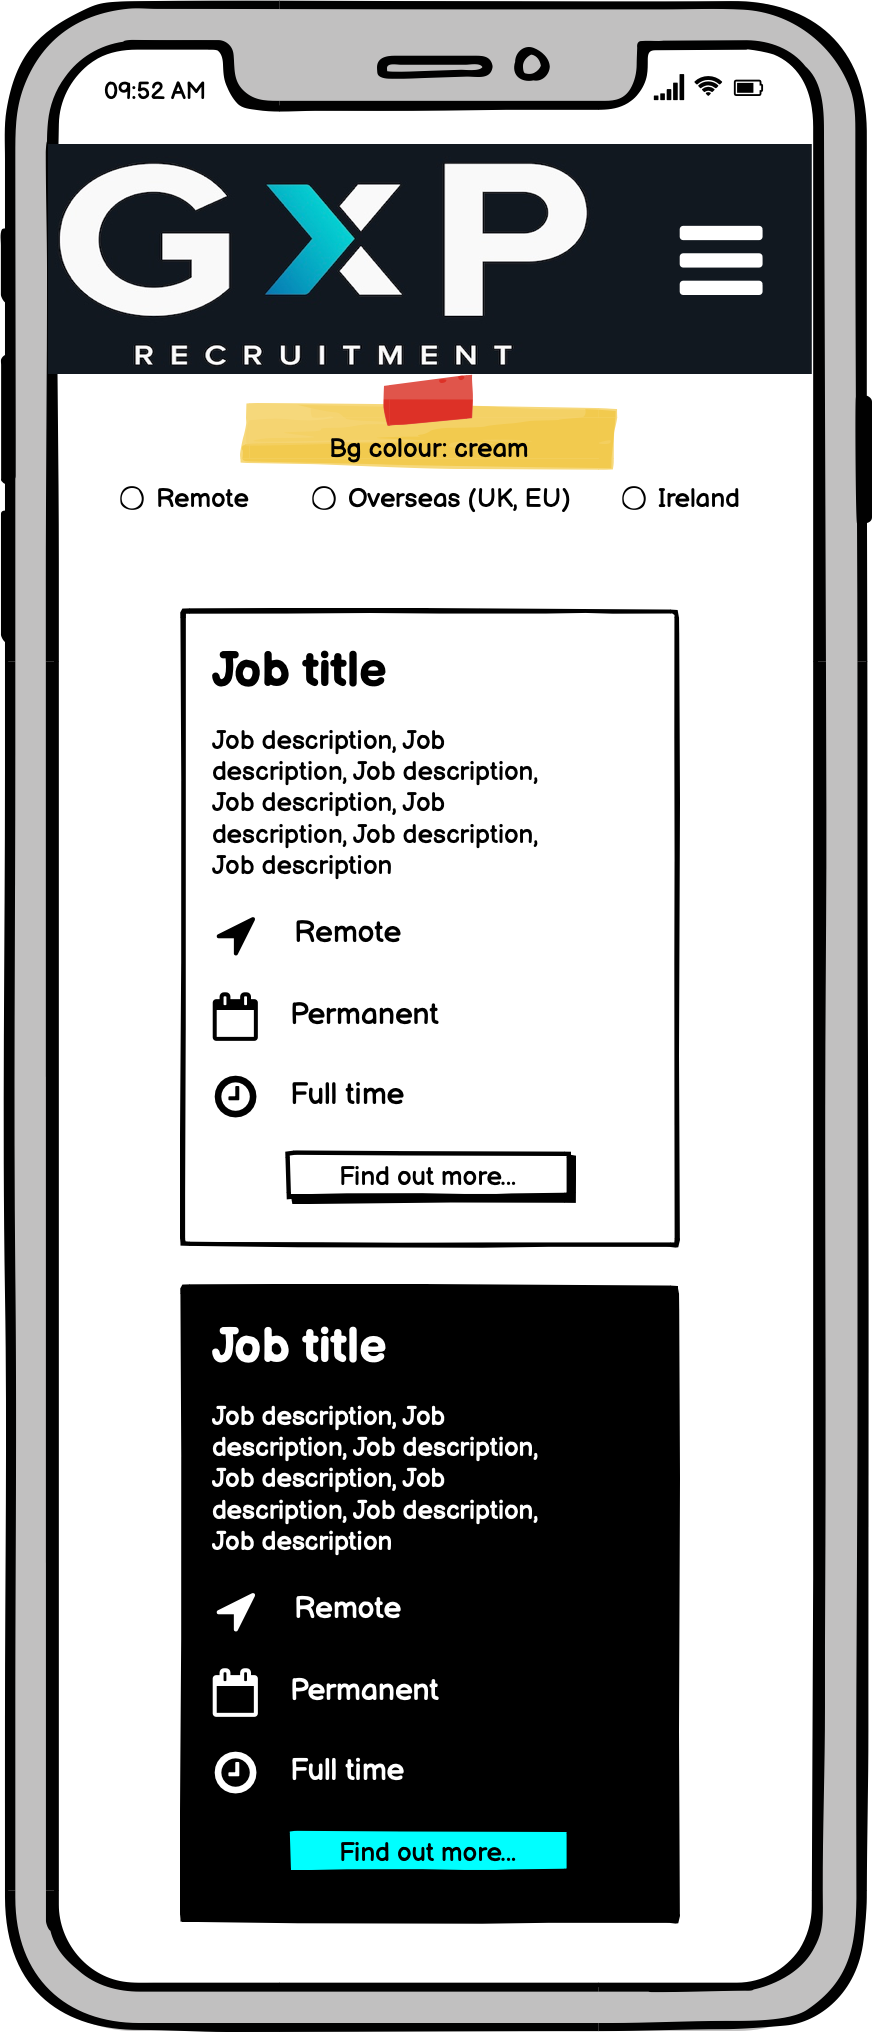 09:52 AM
GXP
RECRUITMENT
Bg colour: cream
Remote
Overseas (UK, EU)
Ireland
Job title
Job description, Job
description, Job description,
Job description, Job
description, Job description,
Job description
Remote
Permanent
Full time
Find out more...
Job title
Job description, Job
description, Job description,
Job description, Job
description, Job description,
Job description
Remote
Permanent
Full time
Find out more...